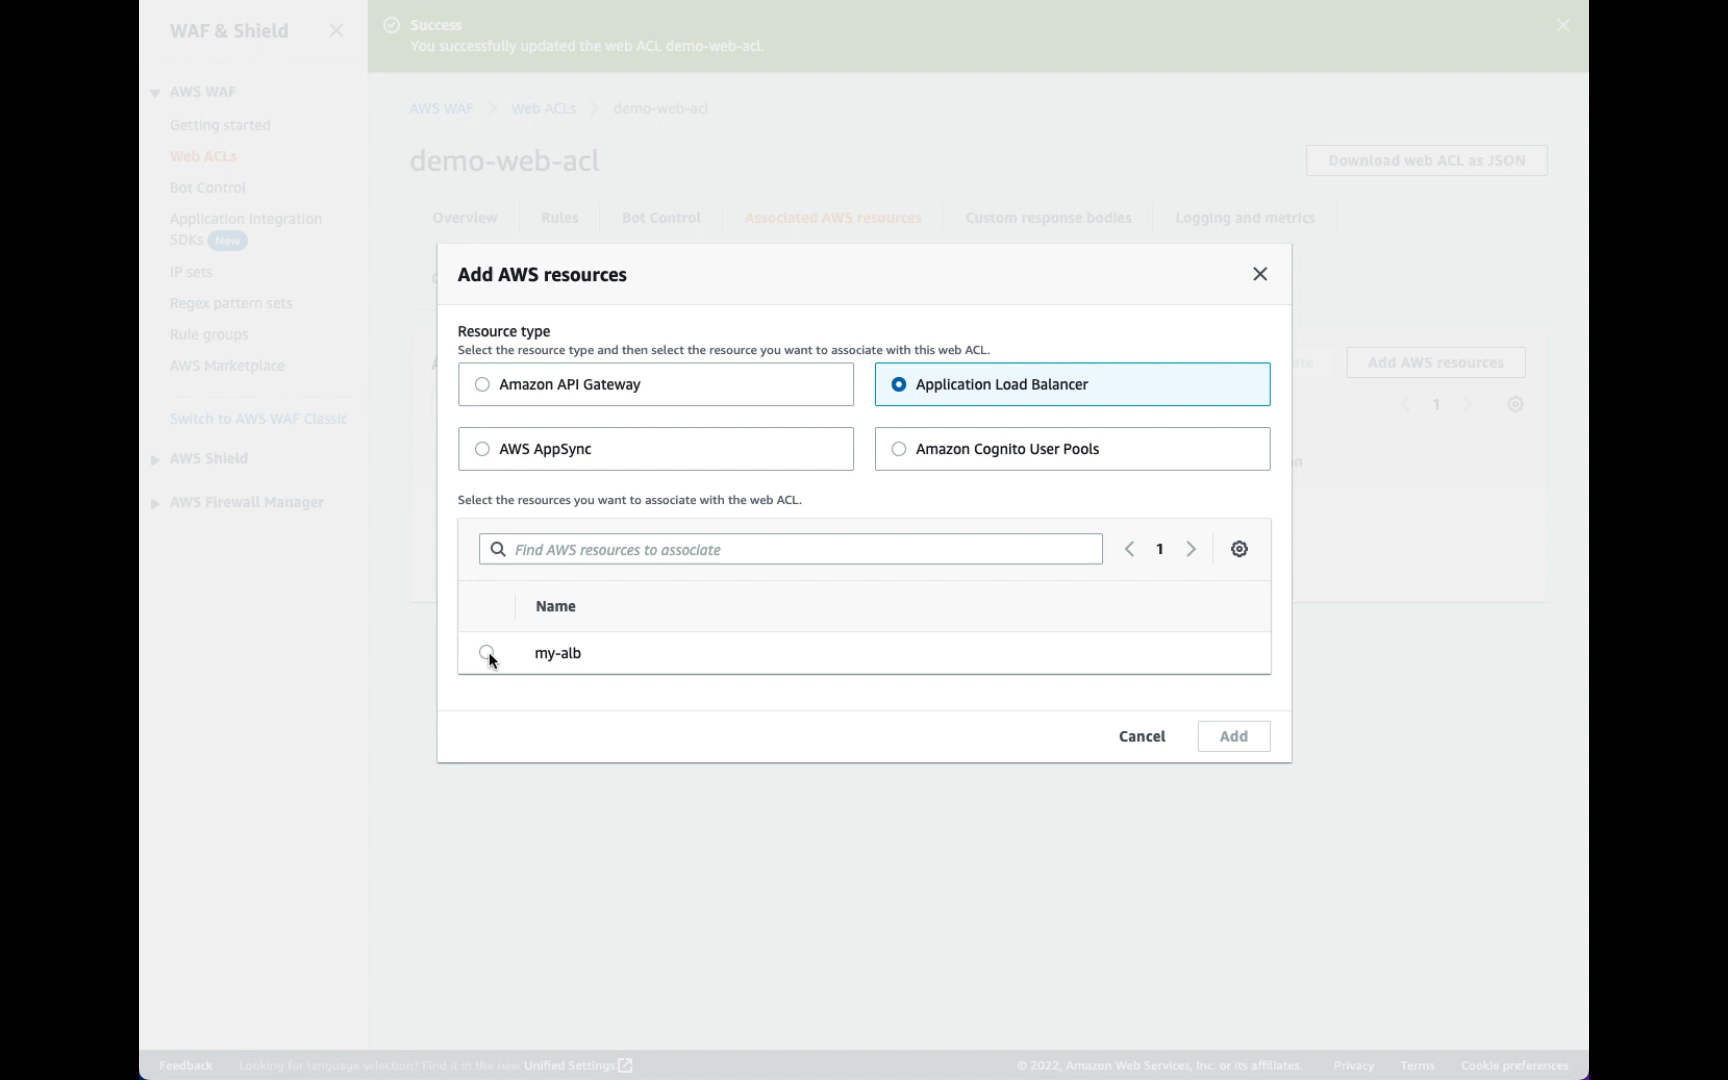 WAF & Shield
AWS WAF
Getting started
Web ACLs
Bot Control
Application Integration
SDKs New
IP sets
Regex pattern sets
Rule groups
AWS Marketplace
Switch to AWS WAF Classic
AWS Shield
AWS Firewall Manager
Success
You successfully updated the web ACL demo-web-acl.
AWS WAF > Web ACLs > demo-web-acl
demo-web-acl
Download web ACL as JSON
Overview Rules Bot Control Associated AWS resources Custom response bodies Logging and metrics
Add AWS resources
1
Add AWS resources
Resource type
Select the resource type and then select the resource you want to associate with this web ACL.
Amazon API Gateway
Application Load Balancer
AWS AppSync
Amazon Cognito User Pools
Select the resources you want to associate with the web ACL.
Find AWS resources to associate
1
Name
my-alb
Cancel
Add
Feedback Looking for language selection? Find it in the new Unified Settings © 2022, Amazon Web Services, Inc. or its affiliates. Privacy Terms Cookie preferences